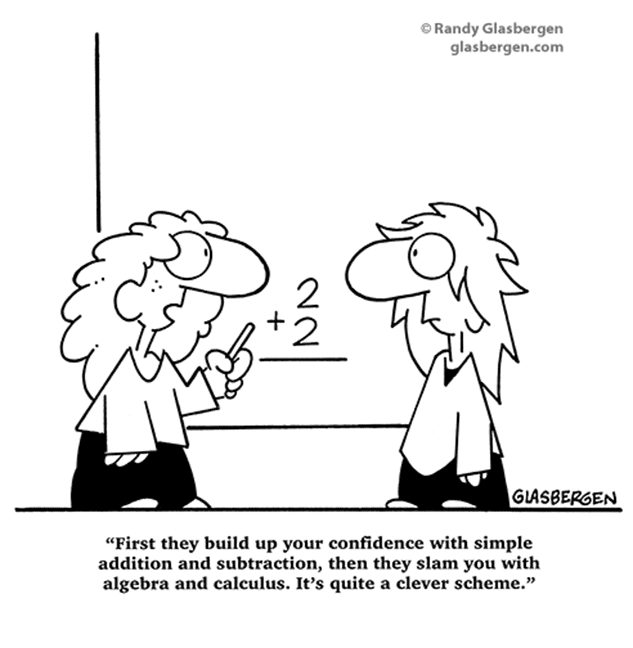 © Randy Glasbergen
glasbergen.com
2
+ 2
GLASBERGEN
“First they build up your confidence with simple
addition and subtraction, then they slam you with
algebra and calculus. It’s quite a clever scheme.”